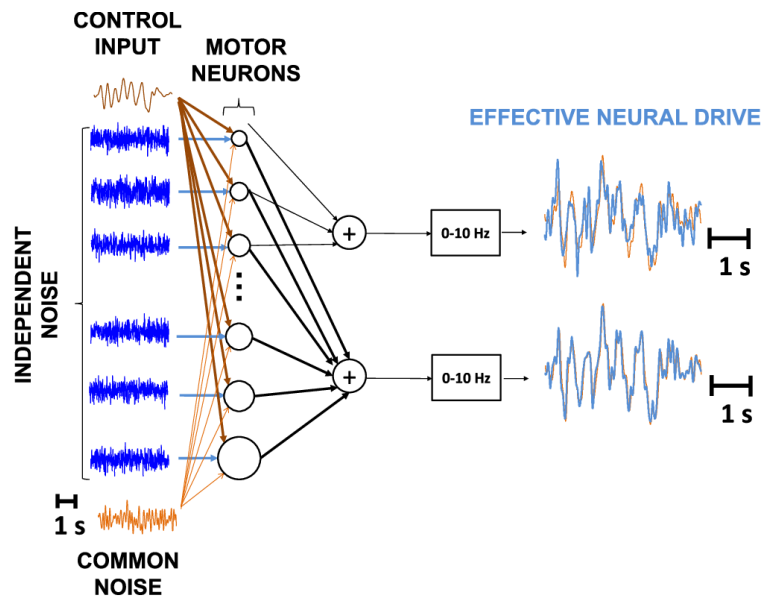 CONTROL
INPUT
MOTOR
NEURONS
EFFECTIVE NEURAL DRIVE
INDEPENDENT
NOISE
+
0-10 Hz
1 s
...
+
0-10 Hz
1 s
1 s
COMMON
NOISE